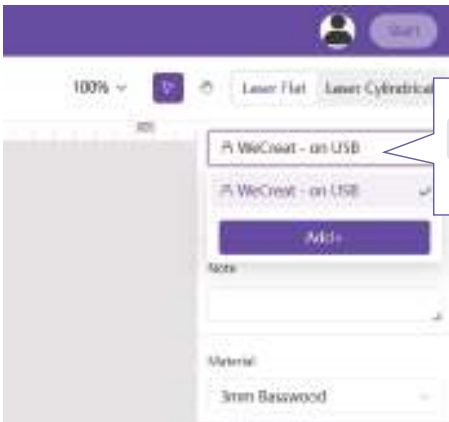 Start
100%
Laser Flat Laser Cylindrical
WeCreat - on USB
WeCreat - on USB
Add+
Note
Material
3mm Basswood